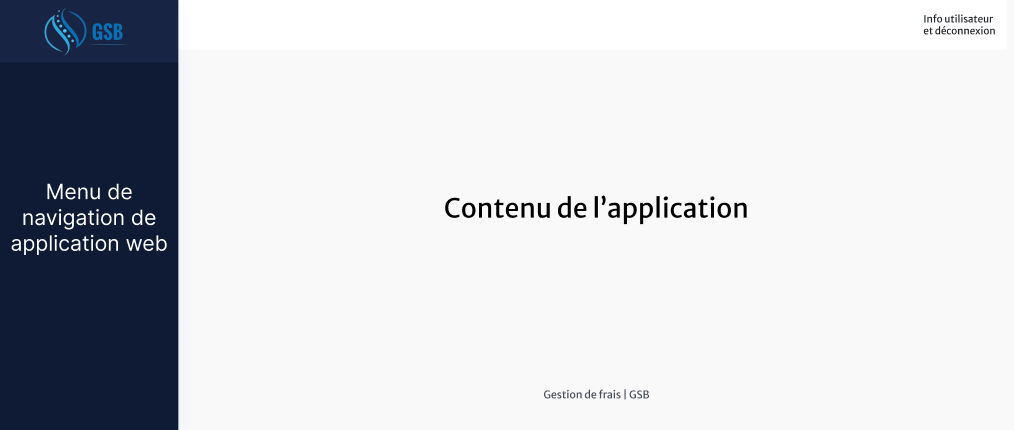 GSB
Info utilisateur
et déconnexion
Menu de
navigation de
application web
Contenu de l’application
Gestion de frais | GSB